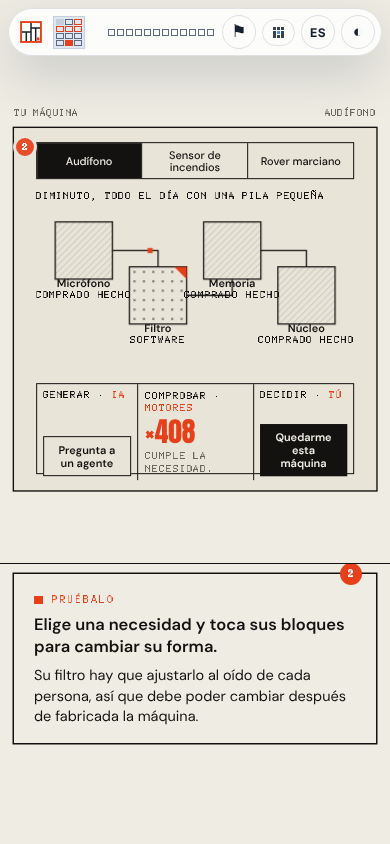 ES
TU MÁQUINA
AUDÍFONO
2
Audífono
Sensor de
incendios
Rover marciano
DIMINUTO, TODO EL DÍA CON UNA PILA PEQUEÑA
Micrófono
COMPRADO HECHO
Memoria
COMPRADO HECHO
Filtro
SOFTWARE
Núcleo
COMPRADO HECHO
GENERAR · IA
Pregunta a
un agente
COMPROBAR ·
MOTORES
×408
CUMPLE LA
NECESIDAD.
DECIDIR · TÚ
Quedarme
esta
máquina
2
PRUÉBALO
Elige una necesidad y toca sus bloques
para cambiar su forma.
Su filtro hay que ajustarlo al oído de cada
persona, así que debe poder cambiar después
de fabricada la máquina.